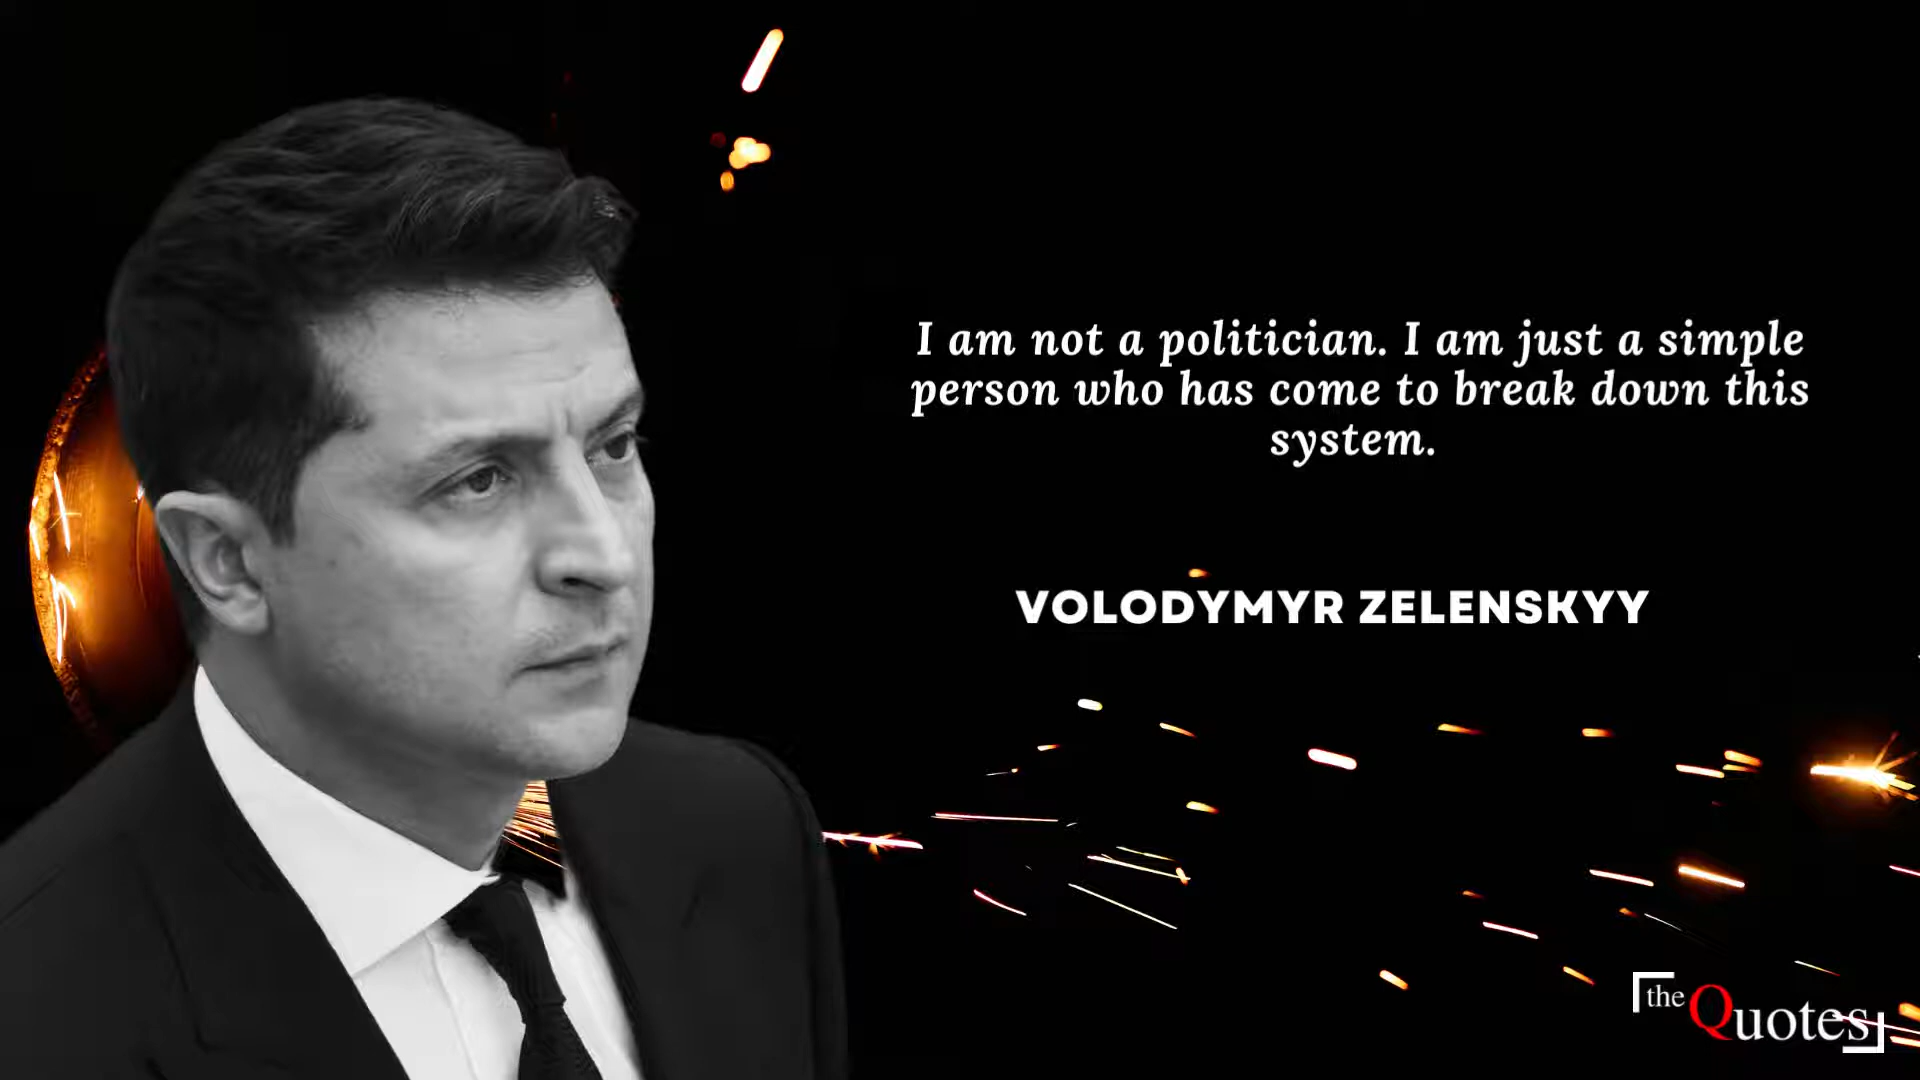 I am not a politician. I am just a simple
person who has come to break down this
system.
VOLODYMYR ZELENSKYY
the Quotes